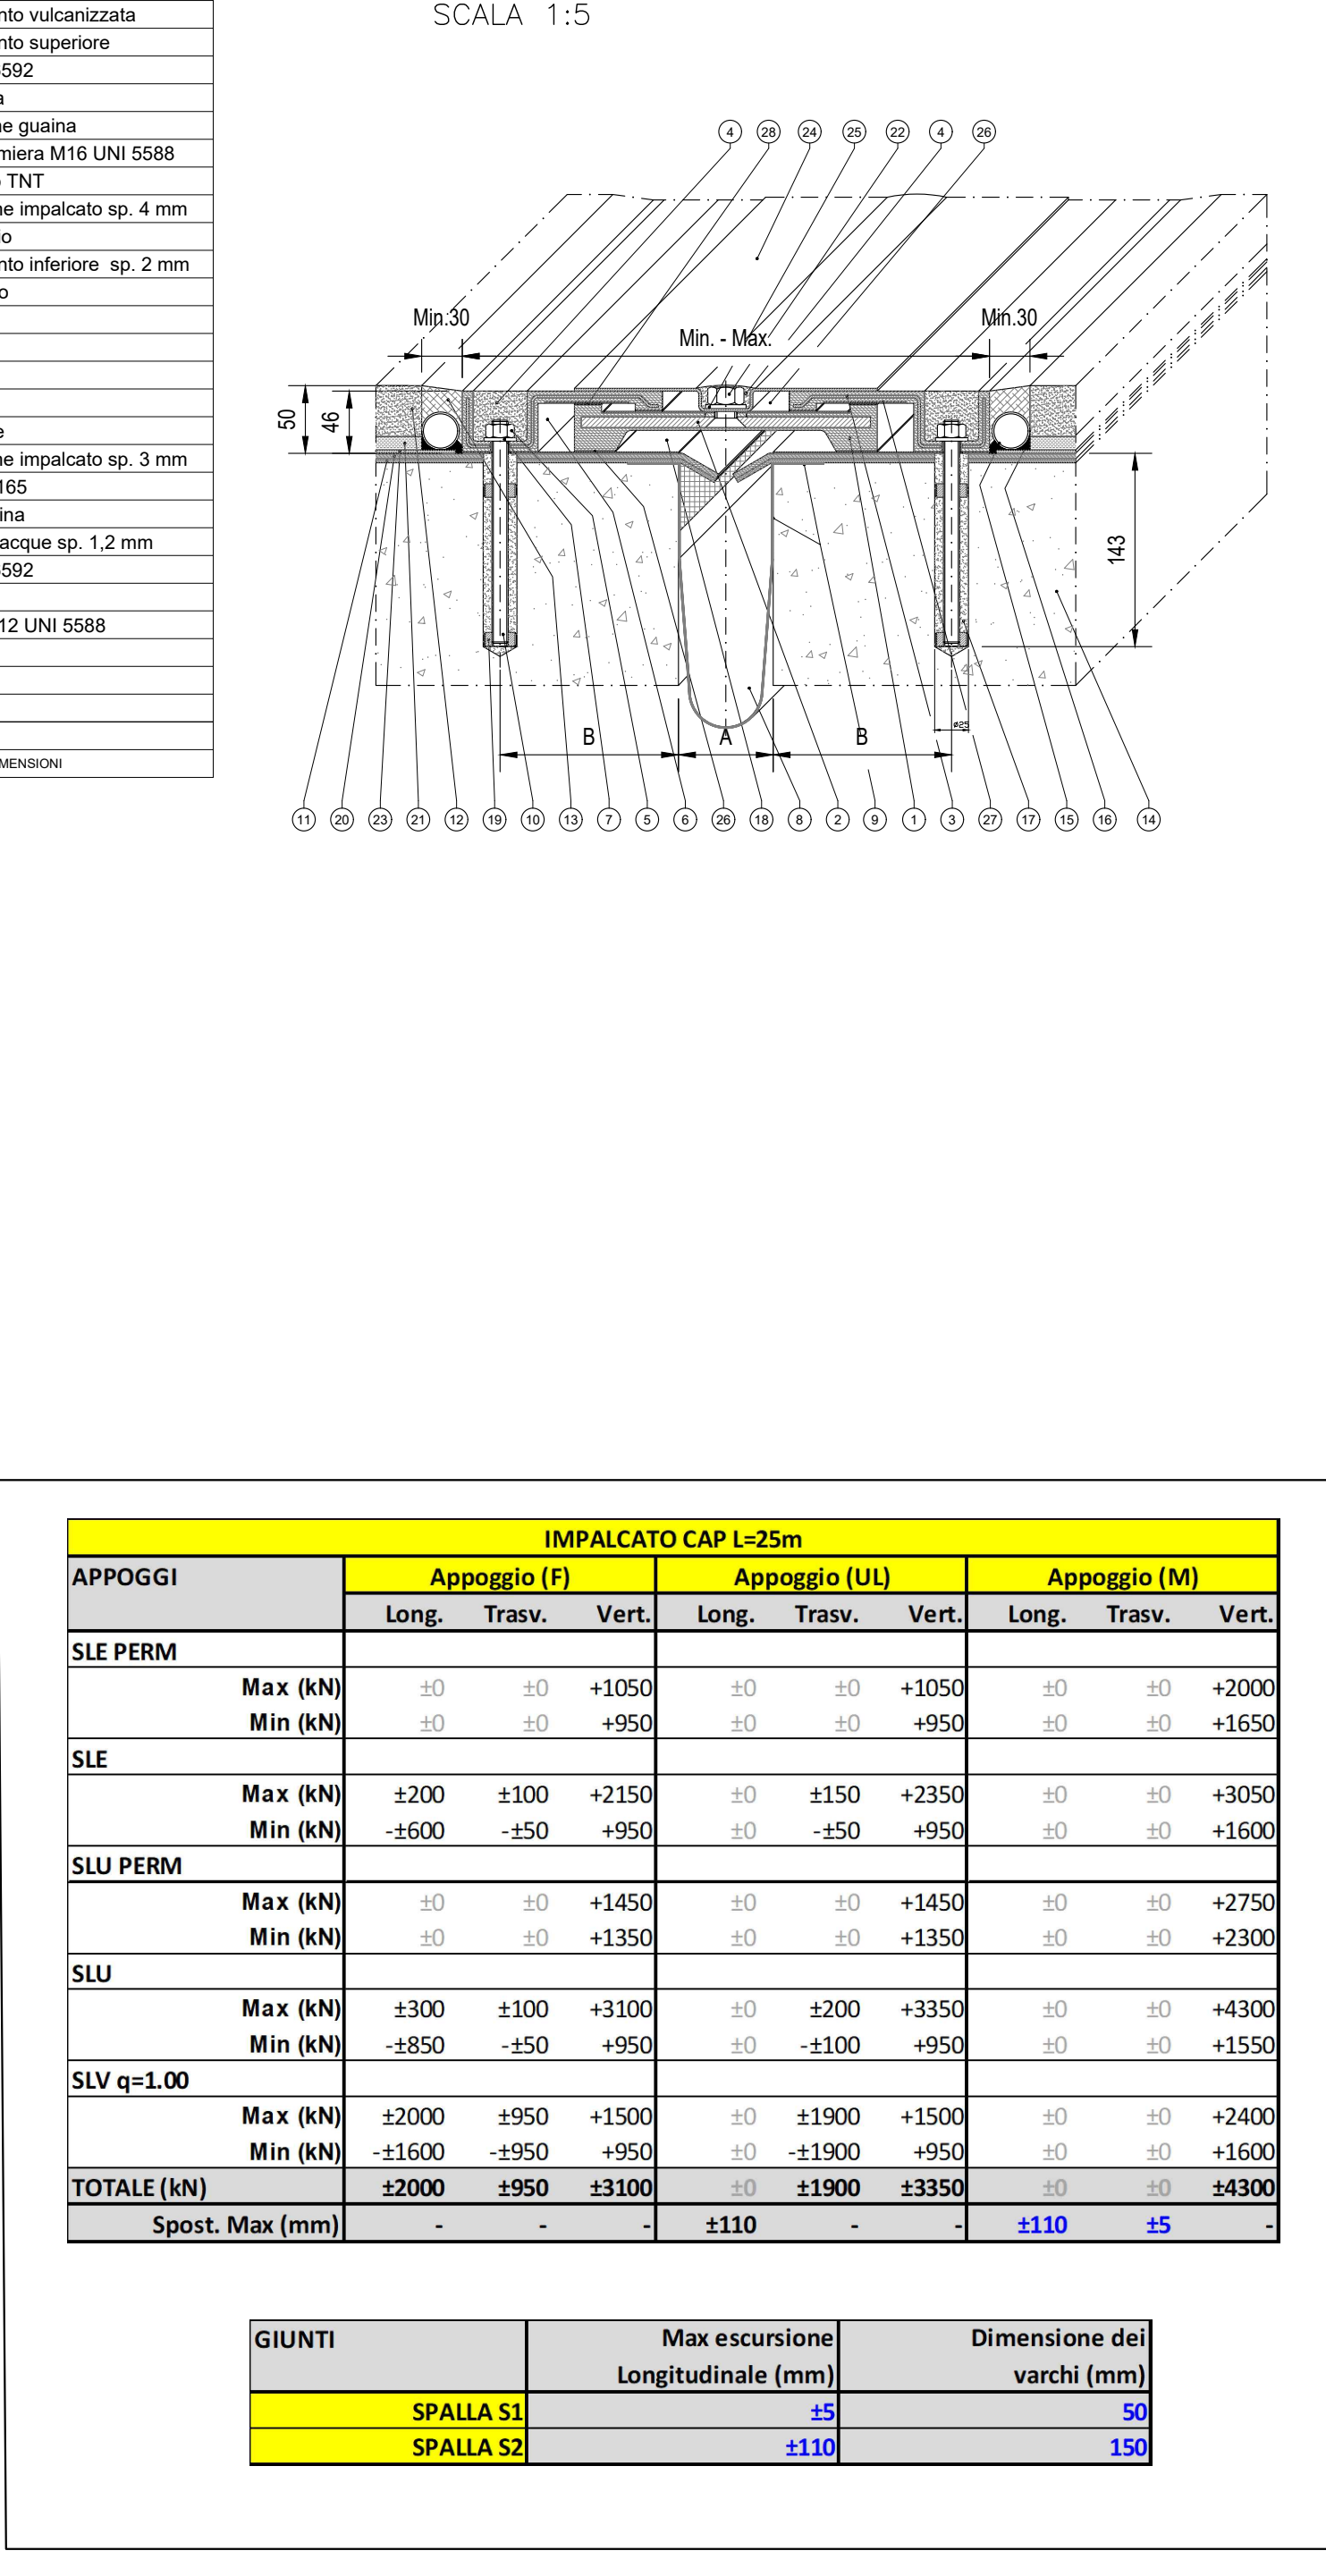 nto vulcanizzata
nto superiore
592
a
ne guaina
miera M16 UNI 5588
o TNT
ne impalcato sp. 4 mm
io
nto inferiore sp. 2 mm
o
e
ne impalcato sp. 3 mm
165
ina
acque sp. 1,2 mm
592
12 UNI 5588
MENSIONI
SCALA 1:5
4 28 24 25 22 4 26
Min.30 Min. - Max. Min.30
50 46
143
ø25
B A B
11 20 23 21 12 19 10 13 7 5 6 26 18 8 2 9 1 3 27 17 15 16 14
IMPALCATO CAP L=25m
APPOGGI Appoggio (F) Appoggio (UL) Appoggio (M)
Long. Trasv. Vert. Long. Trasv. Vert. Long. Trasv. Vert.
SLE PERM
Max (kN) ±0 ±0 +1050 ±0 ±0 +1050 ±0 ±0 +2000
Min (kN) ±0 ±0 +950 ±0 ±0 +950 ±0 ±0 +1650
SLE
Max (kN) ±200 ±100 +2150 ±0 ±150 +2350 ±0 ±0 +3050
Min (kN) -±600 -±50 +950 ±0 -±50 +950 ±0 ±0 +1600
SLU PERM
Max (kN) ±0 ±0 +1450 ±0 ±0 +1450 ±0 ±0 +2750
Min (kN) ±0 ±0 +1350 ±0 ±0 +1350 ±0 ±0 +2300
SLU
Max (kN) ±300 ±100 +3100 ±0 ±200 +3350 ±0 ±0 +4300
Min (kN) -±850 -±50 +950 ±0 -±100 +950 ±0 ±0 +1550
SLV q=1.00
Max (kN) ±2000 ±950 +1500 ±0 ±1900 +1500 ±0 ±0 +2400
Min (kN) -±1600 -±950 +950 ±0 -±1900 +950 ±0 ±0 +1600
TOTALE (kN) ±2000 ±950 ±3100 ±0 ±1900 ±3350 ±0 ±0 ±4300
Spost. Max (mm) - - - ±110 - - ±110 ±5 -
GIUNTI Max escursione Dimensione dei
Longitudinale (mm) varchi (mm)
SPALLA S1 ±5 50
SPALLA S2 ±110 150